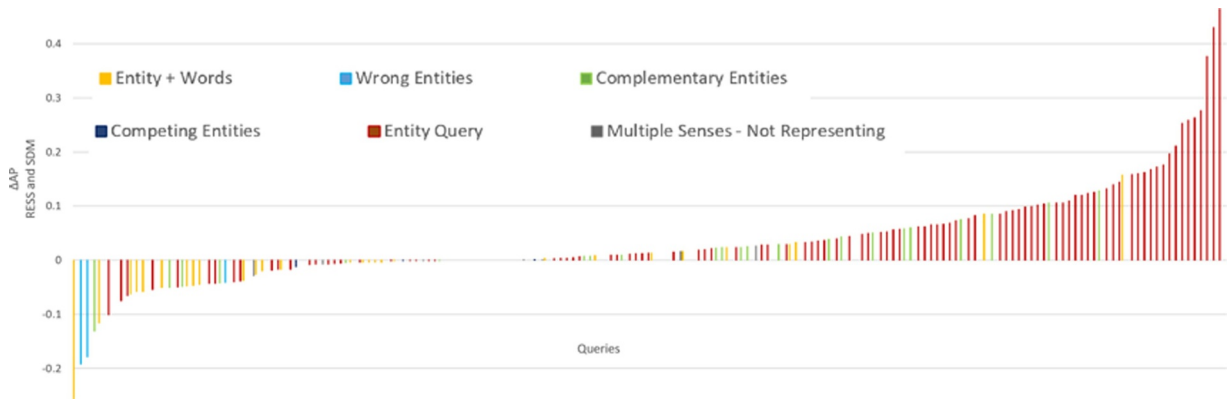 0.4
Entity + Words
Wrong Entities
Complementary Entities
0.3
Competing Entities
Entity Query
Multiple Senses - Not Representing
0.2
ΔAP
RESS and SDM
0.1
0
-0.1
Queries
-0.2